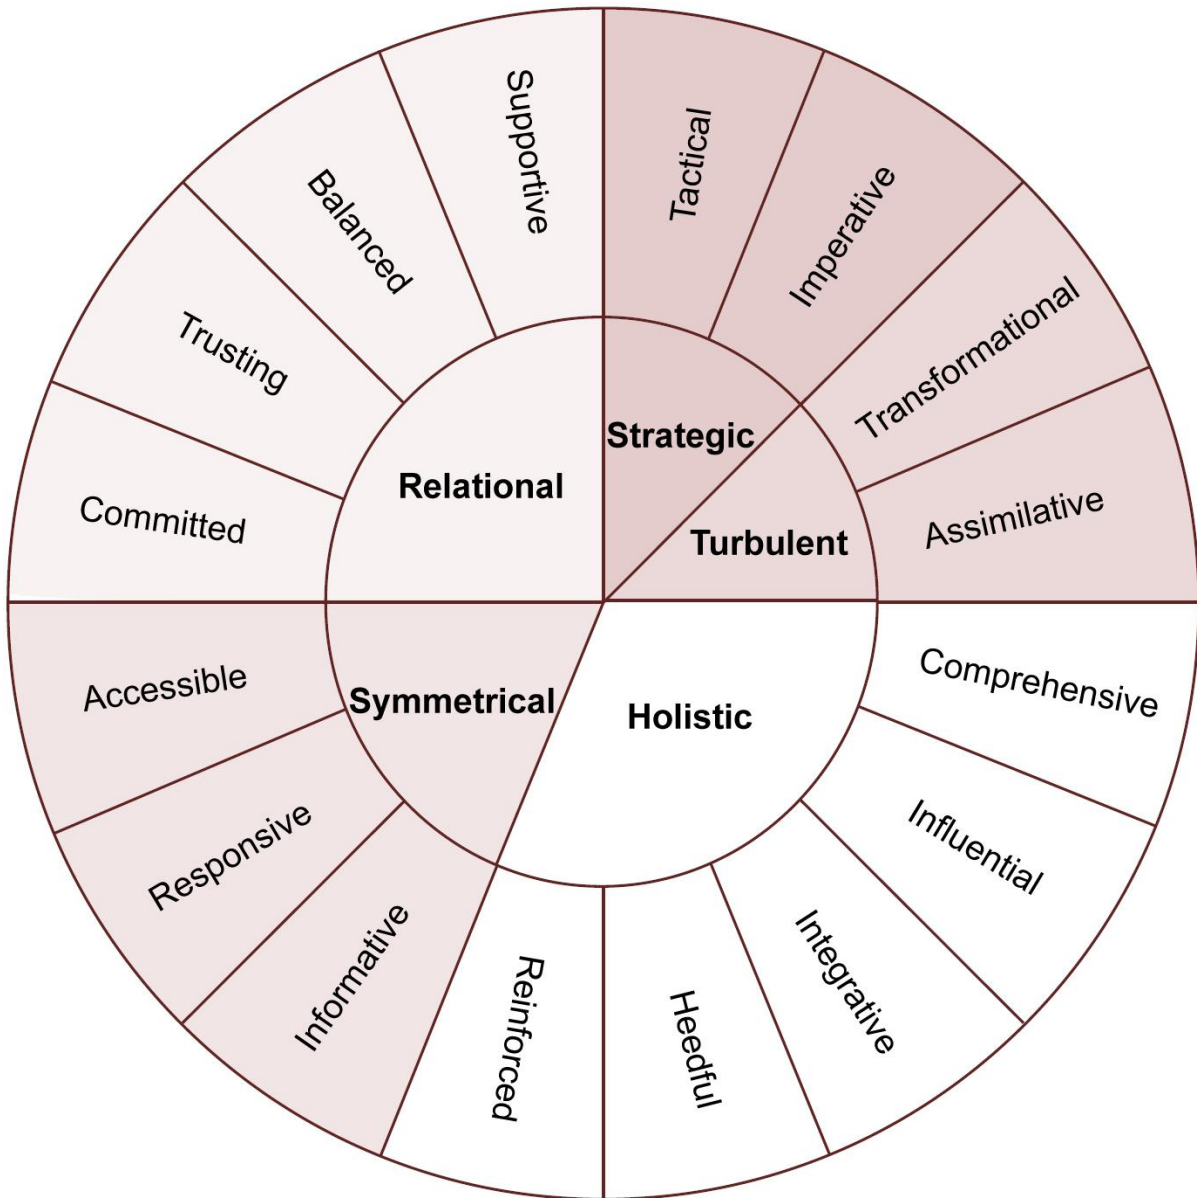 Tactical
Imperative
Transformational
Assimilative
Comprehensive
Influential
Integrative
Heedful
Reinforced
Informative
Responsive
Accessible
Committed
Trusting
Balanced
Supportive
Strategic
Turbulent
Holistic
Symmetrical
Relational